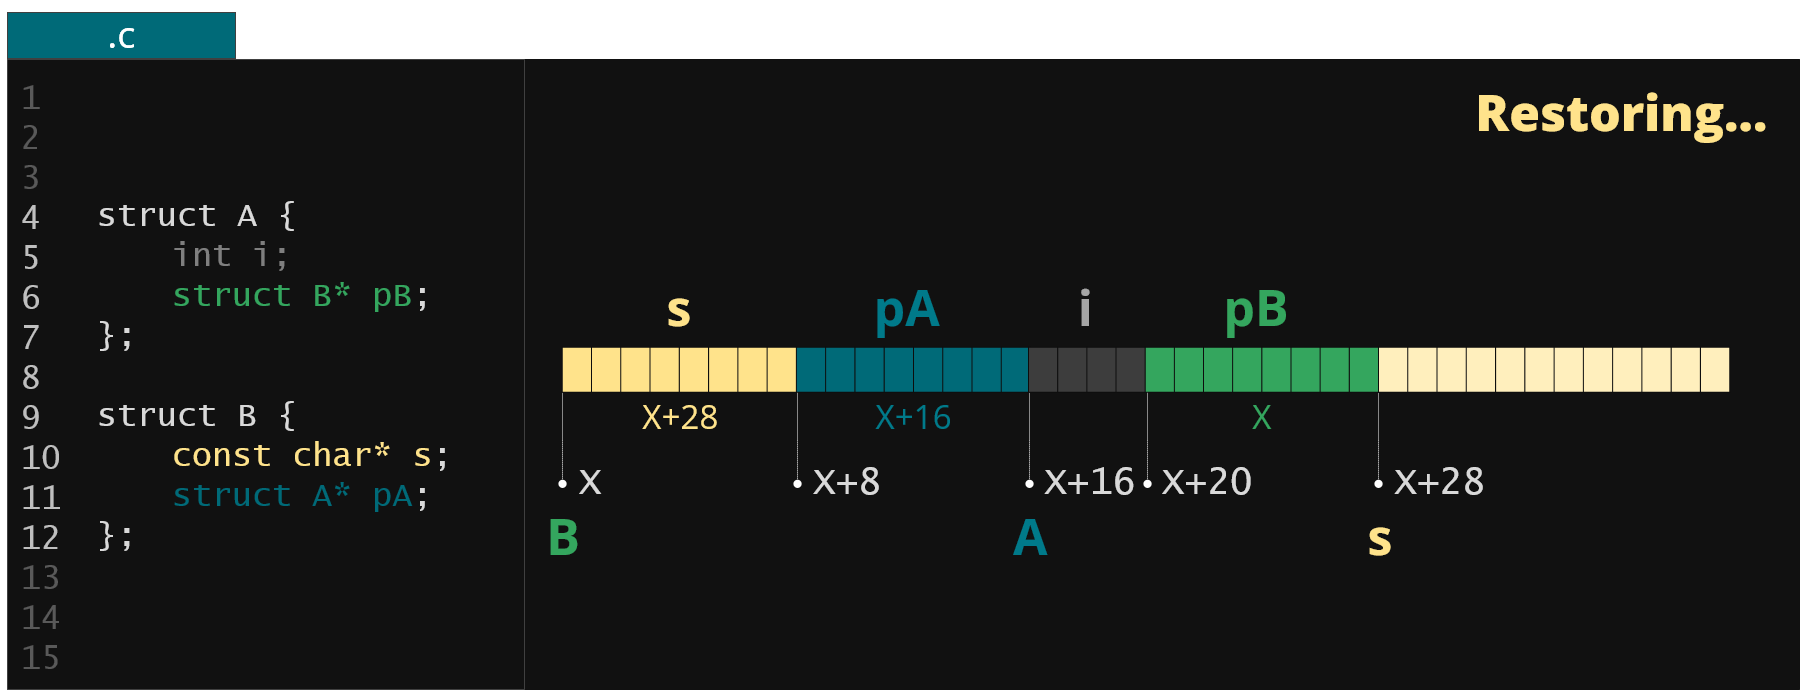 .c
Restoring...
1
2
3
4 struct A {
5 int i;
6 struct B* pB;
7 };
8
9 struct B {
10 const char* s;
11 struct A* pA;
12 };
13
14
15
s pA i pB
X+28 X+16 X
X X+8 X+16 X+20 X+28
B A s